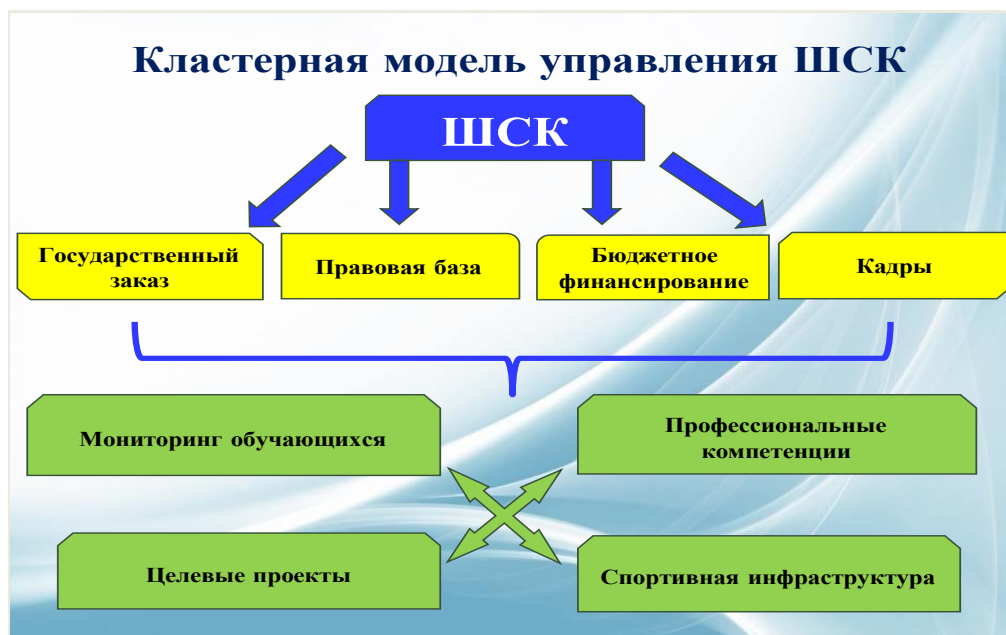 Кластерная модель управления ШСК
ШСК
Государственный
заказ
Правовая база
Бюджетное
финансирование
Кадры
Мониторинг обучающихся
Профессиональные
компетенции
Целевые проекты
Спортивная инфраструктура